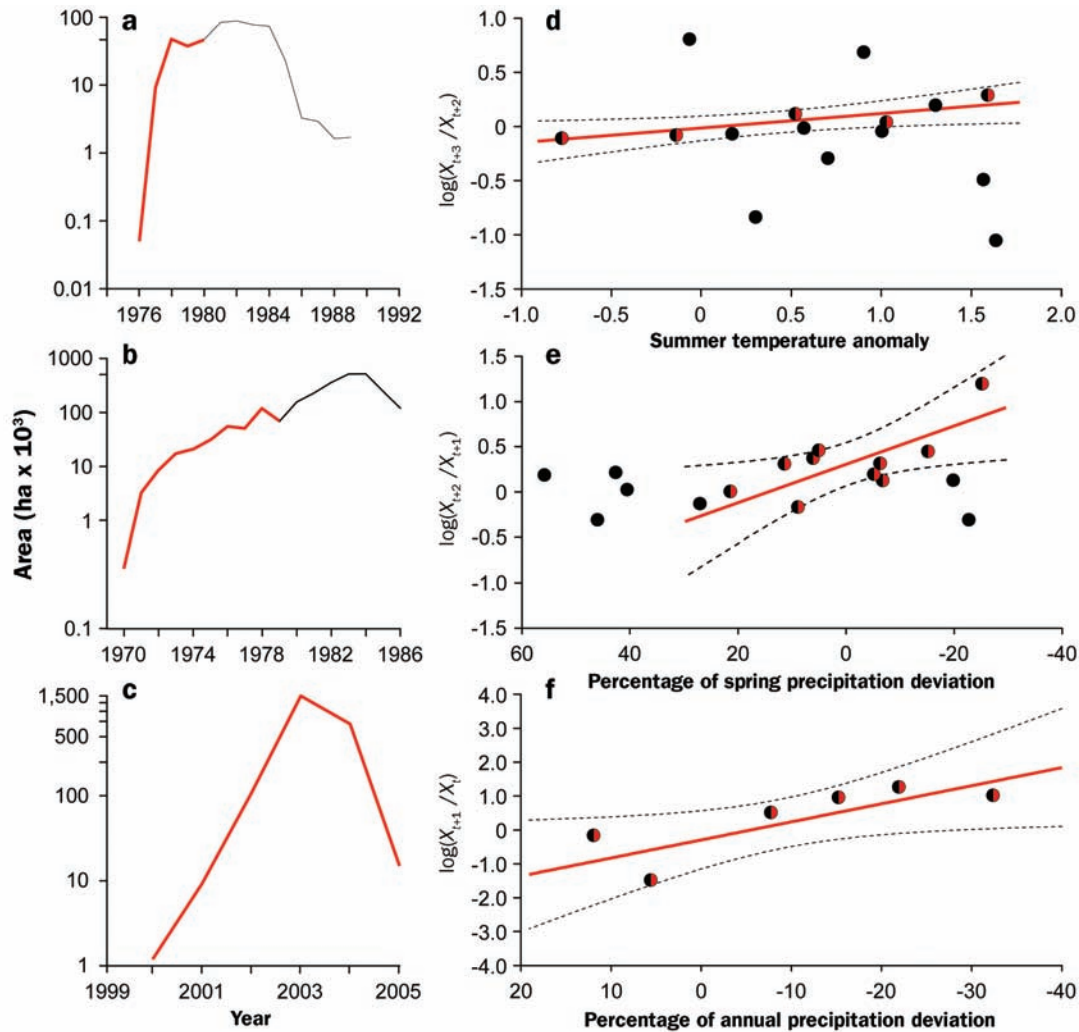 a
100
10
1
0.1
0.01
1976 1980 1984 1988 1992
d
1.0
0.5
0
-0.5
-1.0
-1.5
log(Xt+3 /Xt+2)
-1.0 -0.5 0 0.5 1.0 1.5 2.0
Summer temperature anomaly
b
1000
100
10
1
0.1
1970 1974 1978 1982 1986
Area (ha x 10³)
e
1.5
1.0
0.5
0
-0.5
-1.0
-1.5
log(Xt+2 /Xt+1)
60 40 20 0 -20 -40
Percentage of spring precipitation deviation
c
1,500
500
100
10
1
1999 2001 2003 2005
Year
f
4.0
3.0
2.0
1.0
0
-1.0
-2.0
-3.0
-4.0
log(Xt+1 /Xt)
20 10 0 -10 -20 -30 -40
Percentage of annual precipitation deviation